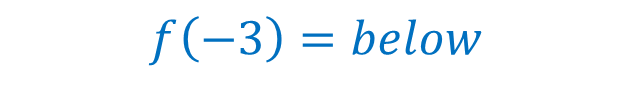 f(−3) = below